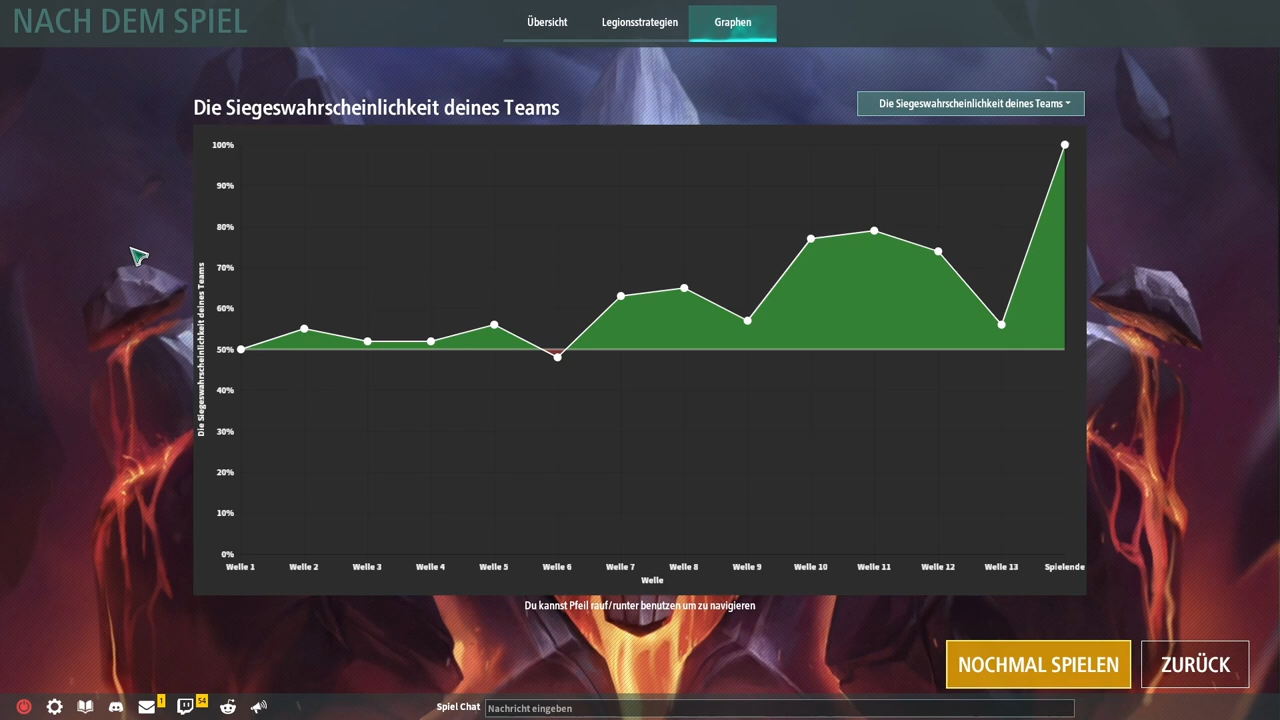 NACH DEM SPIEL
Übersicht
Legionsstrategien
Graphen
Die Siegeswahrscheinlichkeit deines Teams
Die Siegeswahrscheinlichkeit deines Teams
Die Siegeswahrscheinlichkeit deines Teams
100%
90%
80%
70%
60%
50%
40%
30%
20%
10%
0%
Welle 1
Welle 2
Welle 3
Welle 4
Welle 5
Welle 6
Welle 7
Welle 8
Welle 9
Welle 10
Welle 11
Welle 12
Welle 13
Spielende
Welle
Du kannst Pfeil rauf/runter benutzen um zu navigieren
NOCHMAL SPIELEN
ZURÜCK
1
54
Spiel Chat
Nachricht eingeben